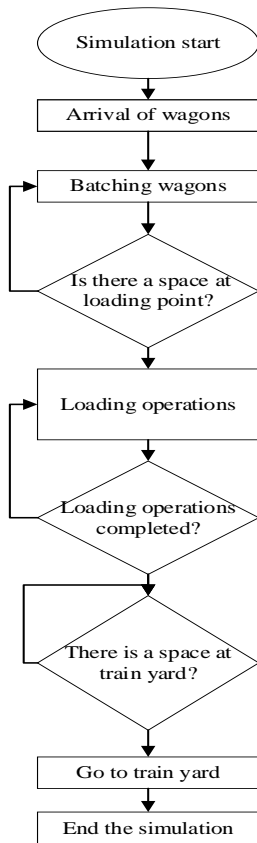 Simulation start
Arrival of wagons
Batching wagons
Is there a space at
loading point?
Loading operations
Loading operations
completed?
There is a space at
train yard?
Go to train yard
End the simulation